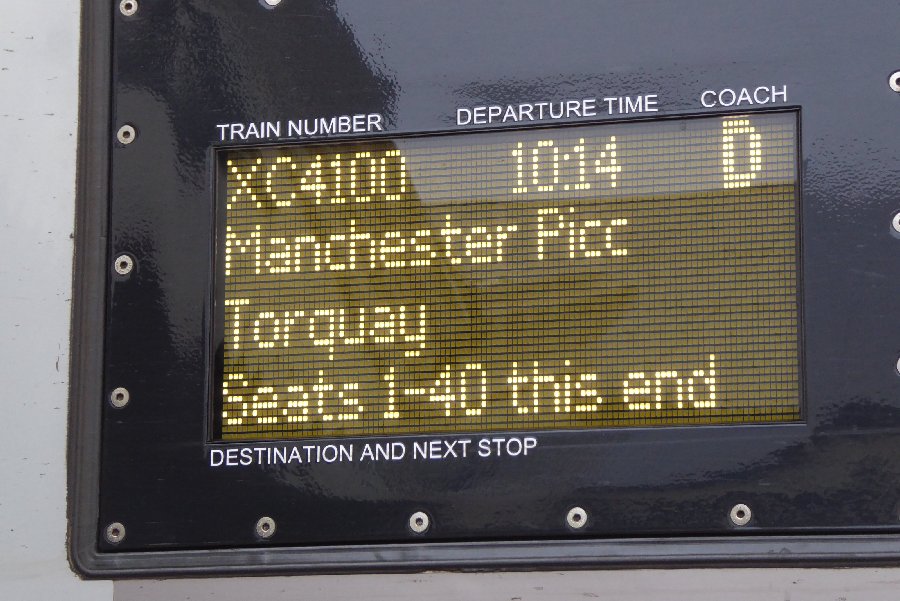 TRAIN NUMBER DEPARTURE TIME COACH
XC4100 10:14 D
Manchester Picc
Torquay
Seats 1-40 this end
DESTINATION AND NEXT STOP